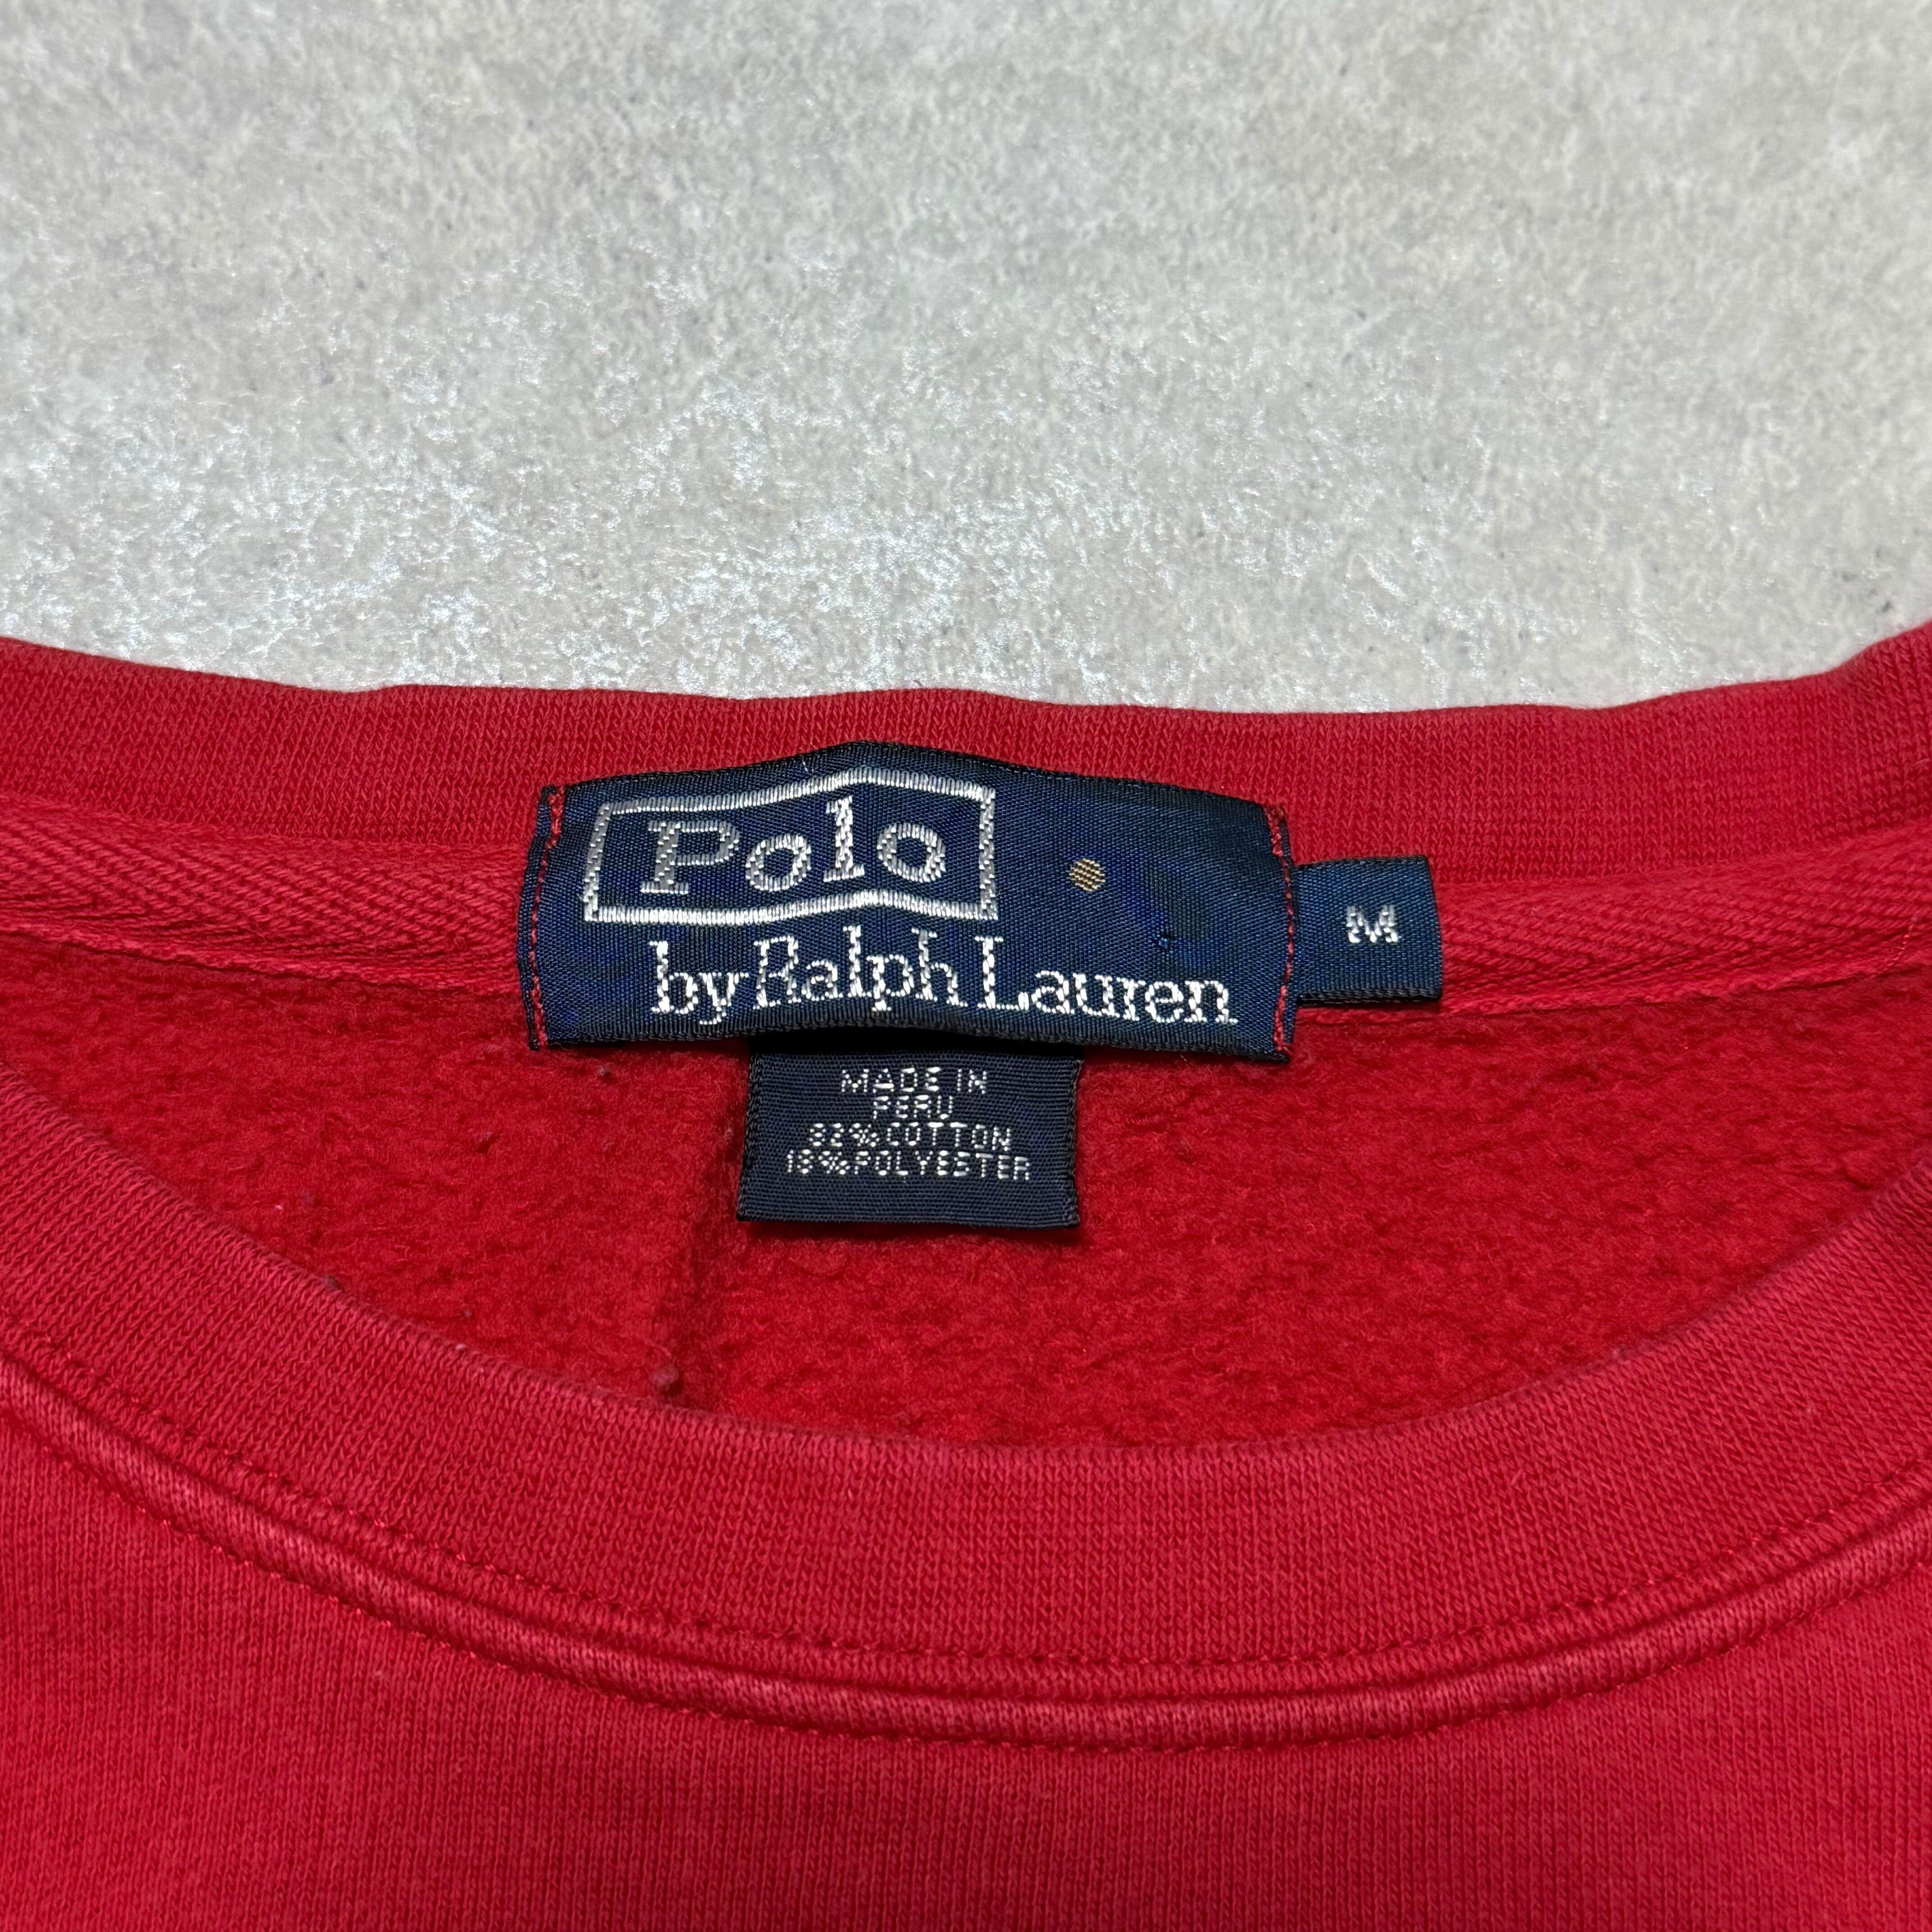 Polo
by Ralph Lauren
M
MADE IN
PERU
82% COTTON
18% POLYESTER